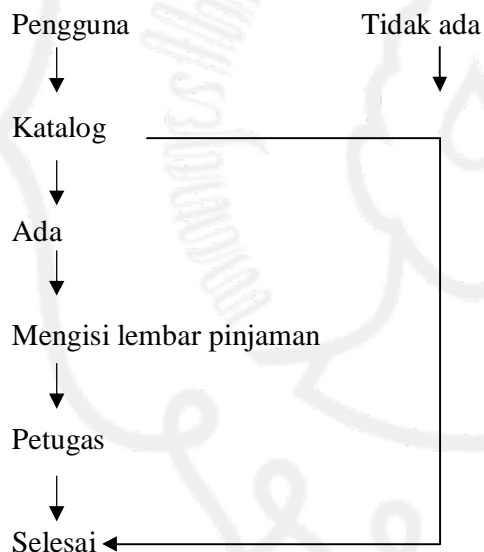 Pengguna
Tidak ada
Katalog
Ada
Mengisi lembar pinjaman
Petugas
Selesai